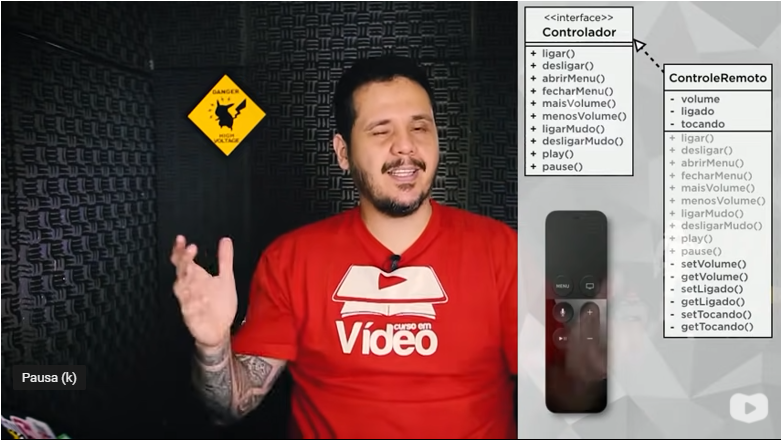 DANGER
HIGH
VOLTAGE
curso em
Vídeo
Pausa (k)
<<interface>>
Controlador
+ ligar()
+ desligar()
+ abrirMenu()
+ fecharMenu()
+ maisVolume()
+ menosVolume()
+ ligarMudo()
+ desligarMudo()
+ play()
+ pause()
ControleRemoto
- volume
- ligado
- tocando
+ ligar()
+ desligar()
+ abrirMenu()
+ fecharMenu()
+ maisVolume()
+ menosVolume()
+ ligarMudo()
+ desligarMudo()
+ play()
+ pause()
- setVolume()
- getVolume()
- setLigado()
- getLigado()
- setTocando()
- getTocando()
MENU
+
-